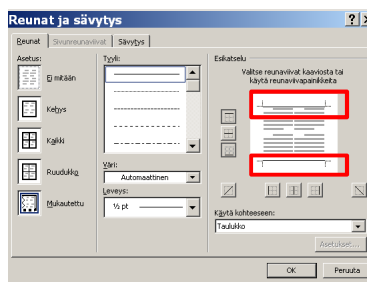 Reunat ja sävytys
Reunat Sivunreunaviivat Sävytys
Asetus:
Ei mitään
Kehys
Kaikki
Ruudukko
Mukautettu
Tyyli:
Väri:
Automaattinen
Leveys:
½ pt
Esikatselu
Valitse reunaviivat kaaviosta tai
käytä reunaviivapainikkeita
Käytä kohteeseen:
Taulukko
Asetukset...
OK Peruuta